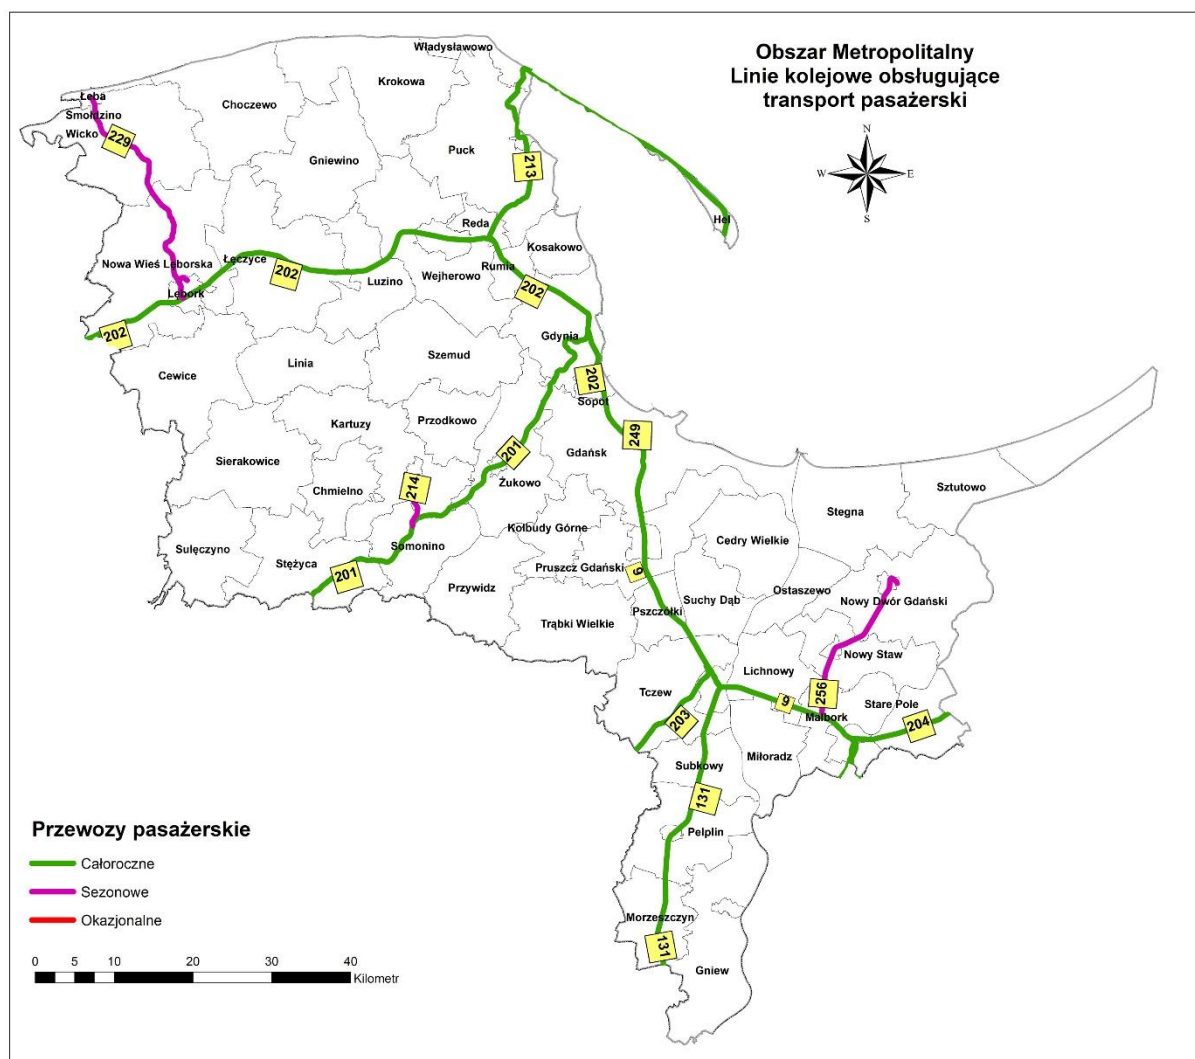 Obszar Metropolitalny
Linie kolejowe obsługujące
transport pasażerski
N
W
E
S
Władysławowo
Krokowa
Łeba
Choczewo
Smołdzino
Wicko
229
Gniewino
Puck
213
Hel
Reda
Kosakowo
Nowa Wieś Lęborska
Łęczyce
202
Luzino
Wejherowo
Rumia
202
Lębork
202
Gdynia
Szemud
Linia
Cewice
202
Sopot
Kartuzy
Przodkowo
249
201
Gdańsk
Sierakowice
Chmielno
214
Żukowo
Sztutowo
Stegna
Kolbudy Górne
Cedry Wielkie
Sulęczyno
Somonino
Stężyca
201
Pruszcz Gdański
9
Przywidz
Ostaszewo
Suchy Dąb
Nowy Dwór Gdański
Pszczółki
Trąbki Wielkie
Nowy Staw
Lichnowy
Tczew
256
9
Stare Pole
203
Malbork
204
Subkowy
Miłoradz
131
Pelplin
Morzeszczyn
131
Gniew
Przewozy pasażerskie
Całoroczne
Sezonowe
Okazjonalne
0 5 10 20 30 40
Kilometr